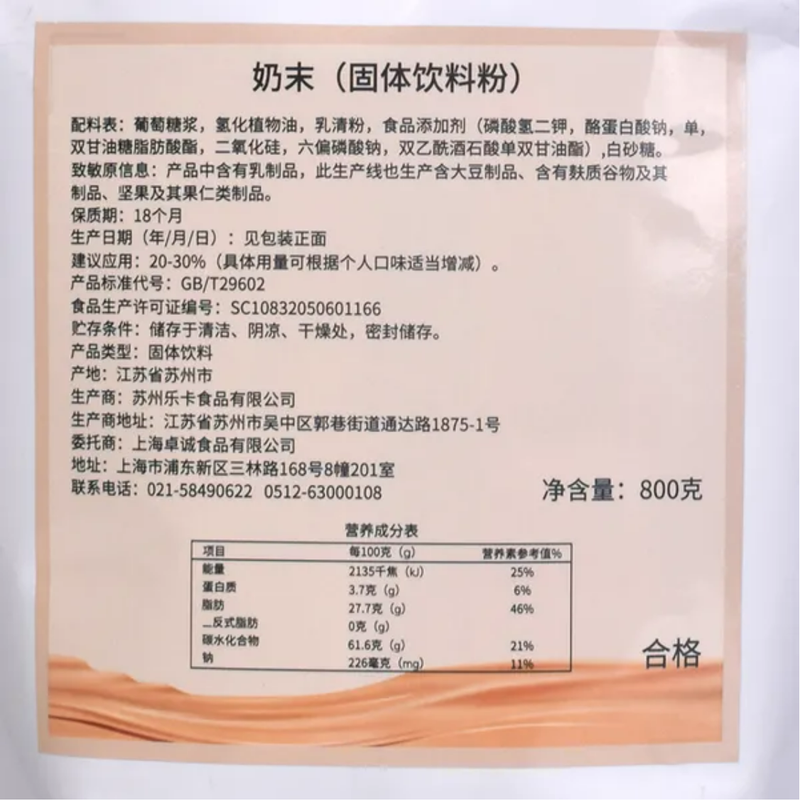 奶末（固体饮料粉）
配料表：葡萄糖浆，氢化植物油，乳清粉，食品添加剂（磷酸氢二钾，酪蛋白酸钠，单，
双甘油糖脂肪酸酯，二氧化硅，六偏磷酸钠，双乙酰酒石酸单双甘油酯）,白砂糖。
致敏原信息：产品中含有乳制品，此生产线也生产含大豆制品、含有麸质谷物及其
制品、坚果及其果仁类制品。
保质期：18个月
生产日期（年/月/日）：见包装正面
建议应用：20-30%（具体用量可根据个人口味适当增减）。
产品标准代号：GB/T29602
食品生产许可证编号：SC10832050601166
贮存条件：储存于清洁、阴凉、干燥处，密封储存。
产品类型：固体饮料
产地：江苏省苏州市
生产商：苏州乐卡食品有限公司
生产商地址：江苏省苏州市吴中区郭巷街道通达路1875-1号
委托商：上海卓诚食品有限公司
地址：上海市浦东新区三林路168号8幢201室
联系电话：021-58490622 0512-63000108
净含量：800克
营养成分表
项目 每100克（g） 营养素参考值%
能量 2135千焦（kJ） 25%
蛋白质 3.7克（g） 6%
脂肪 27.7克（g） 46%
—反式脂肪 0克（g）
碳水化合物 61.6克（g） 21%
钠 226毫克（mg） 11%
合格